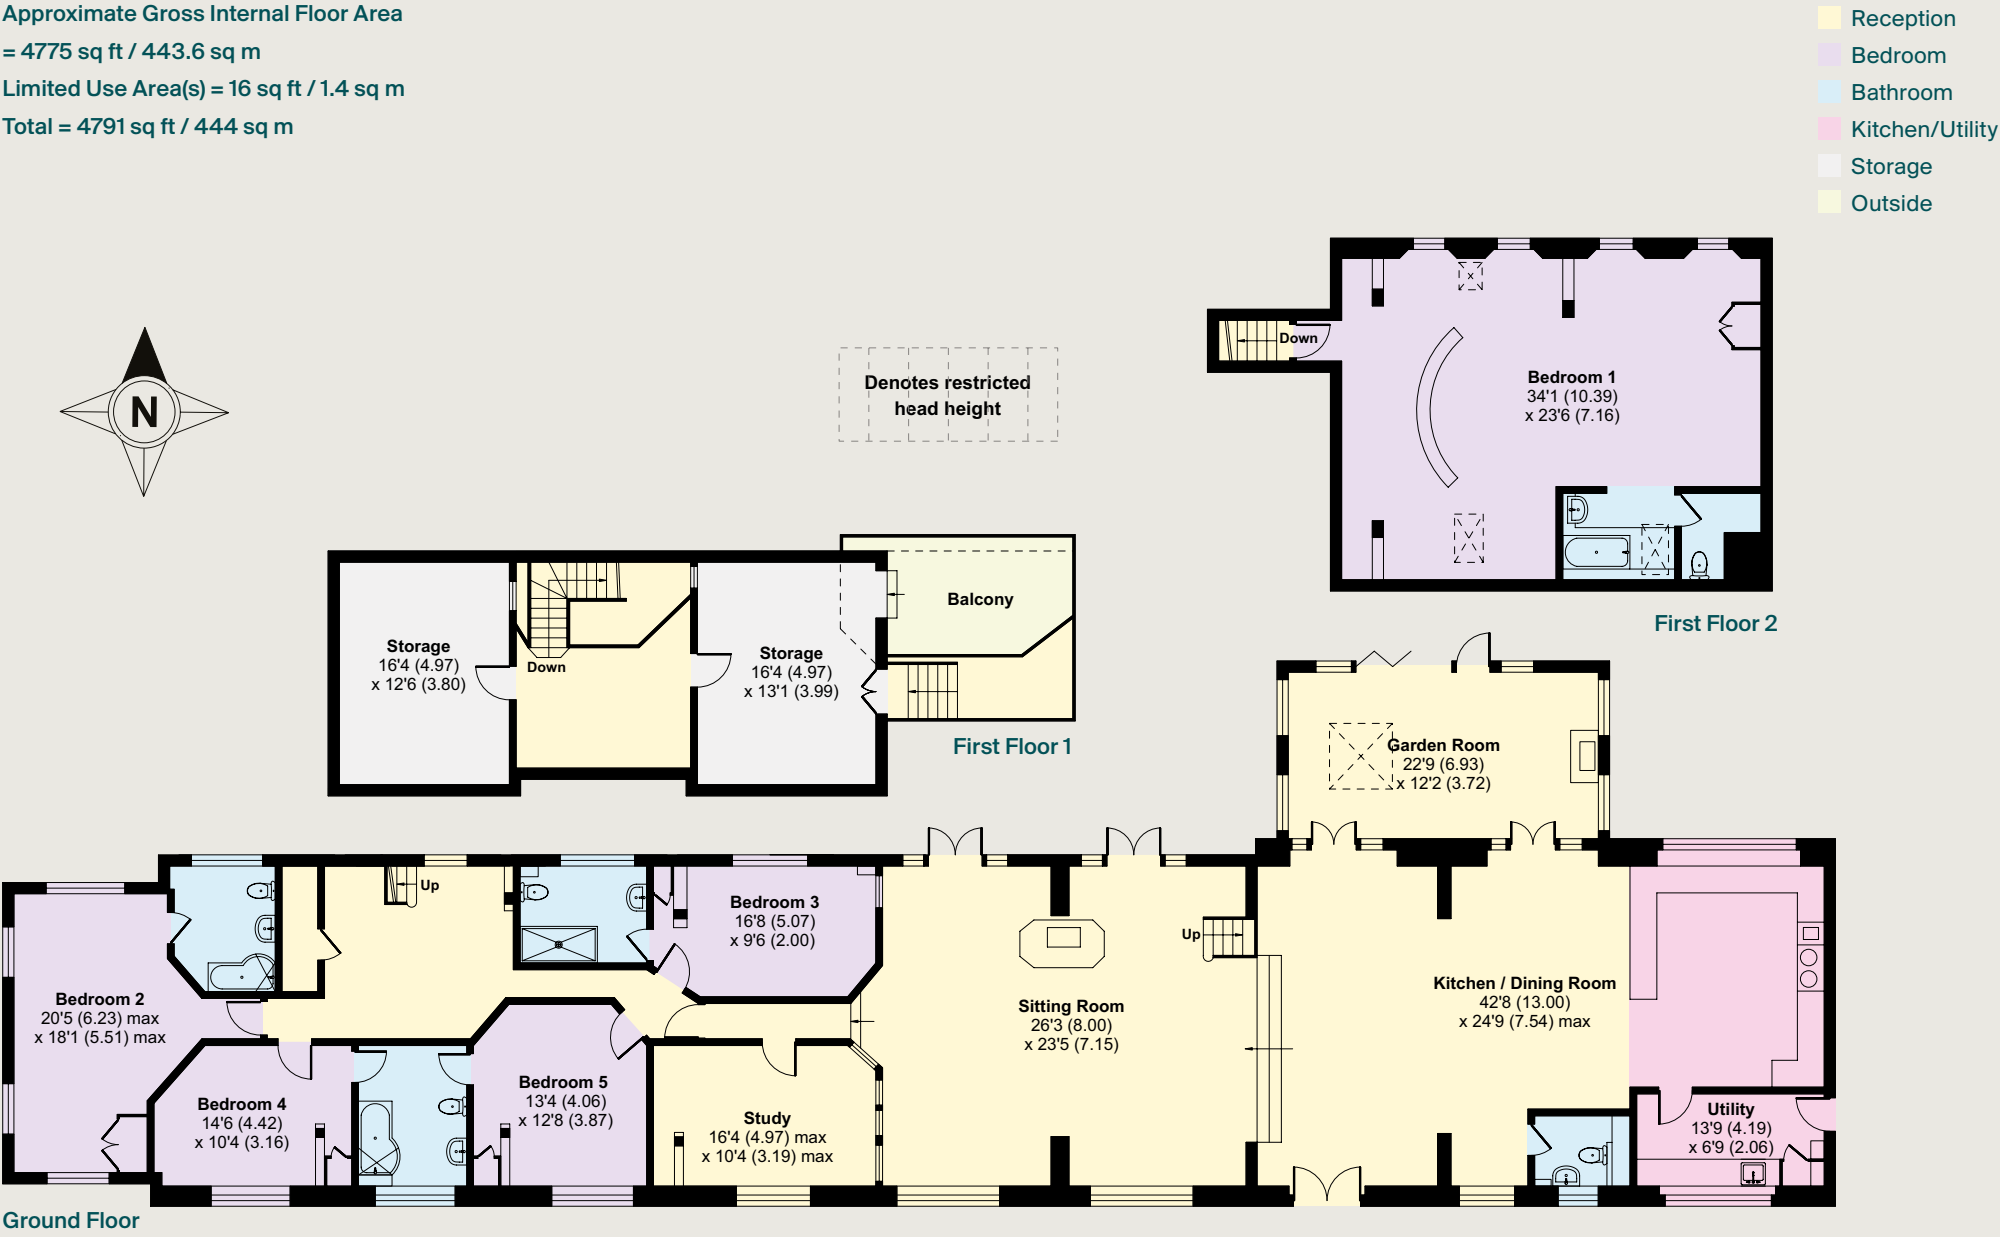 Approximate Gross Internal Floor Area
= 4775 sq ft / 443.6 sq m
Limited Use Area(s) = 16 sq ft / 1.4 sq m
Total = 4791 sq ft / 444 sq m
Reception
Bedroom
Bathroom
Kitchen/Utility
Storage
Outside
N
Denotes restricted
head height
Down
Bedroom 1
34'1 (10.39)
x 23'6 (7.16)
First Floor 2
Storage
16'4 (4.97)
x 12'6 (3.80)
Down
Storage
16'4 (4.97)
x 13'1 (3.99)
Balcony
First Floor 1
Garden Room
22'9 (6.93)
x 12'2 (3.72)
Bedroom 2
20'5 (6.23) max
x 18'1 (5.51) max
Up
Bedroom 3
16'8 (5.07)
x 9'6 (2.00)
Bedroom 4
14'6 (4.42)
x 10'4 (3.16)
Bedroom 5
13'4 (4.06)
x 12'8 (3.87)
Study
16'4 (4.97) max
x 10'4 (3.19) max
Sitting Room
26'3 (8.00)
x 23'5 (7.15)
Up
Kitchen / Dining Room
42'8 (13.00)
x 24'9 (7.54) max
Utility
13'9 (4.19)
x 6'9 (2.06)
Ground Floor